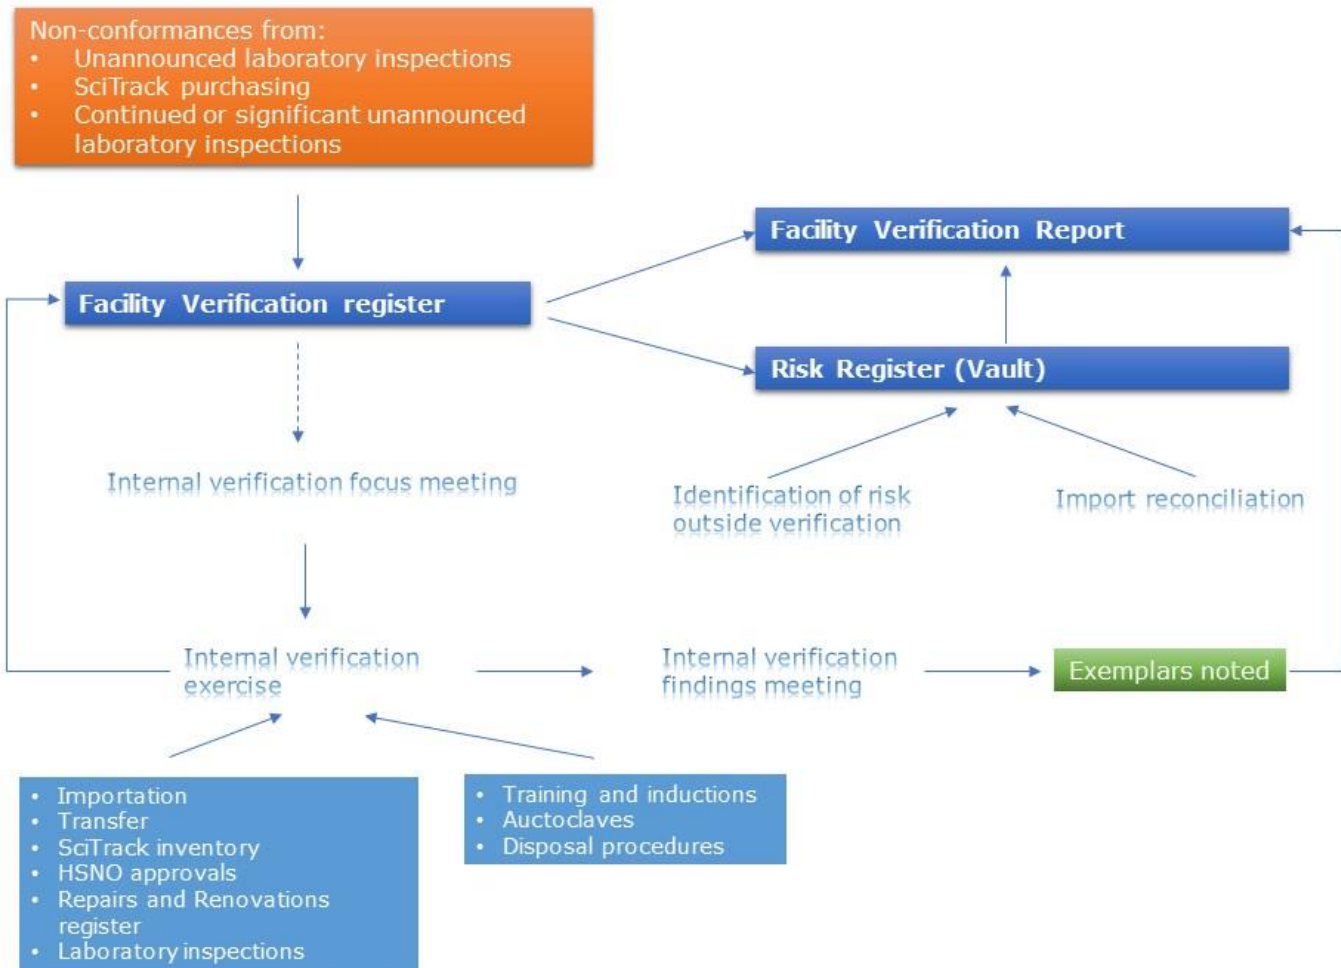 Non-conformances from:
• Unannounced laboratory inspections
• SciTrack purchasing
• Continued or significant unannounced
laboratory inspections
Facility Verification Report
Facility Verification register
Risk Register (Vault)
Internal verification focus meeting
Identification of risk
outside verification
Import reconciliation
Internal verification
exercise
Internal verification
findings meeting
Exemplars noted
• Importation
• Transfer
• SciTrack inventory
• HSNO approvals
• Repairs and Renovations
register
• Laboratory inspections
• Training and inductions
• Auctoclaves
• Disposal procedures